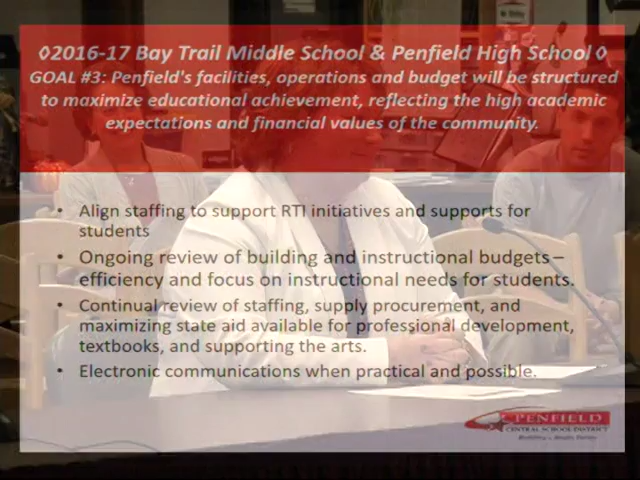 ◊2016-17 Bay Trail Middle School & Penfield High School ◊
GOAL #3: Penfield's facilities, operations and budget will be structured
to maximize educational achievement, reflecting the high academic
expectations and financial values of the community.
• Align staffing to support RTI initiatives and supports for
students
• Ongoing review of building and instructional budgets –
efficiency and focus on instructional needs for students.
• Continual review of staffing, supply procurement, and
maximizing state aid available for professional development,
textbooks, and supporting the arts.
• Electronic communications when practical and possible.
PENFIELD
CENTRAL SCHOOL DISTRICT